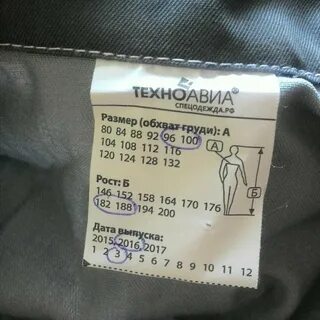 ТЕХНОАВИА®
СПЕЦОДЕЖДА.РФ
Размер (обхват груди): А
80 84 88 92 96 100
104 108 112 116
120 124 128 132
А
Рост: Б
146 152 158 164 170 176
182 188 194 200
Б
Дата выпуска:
2015,2016,2017
1 2 3 4 5 6 7 8 9 10 11 12